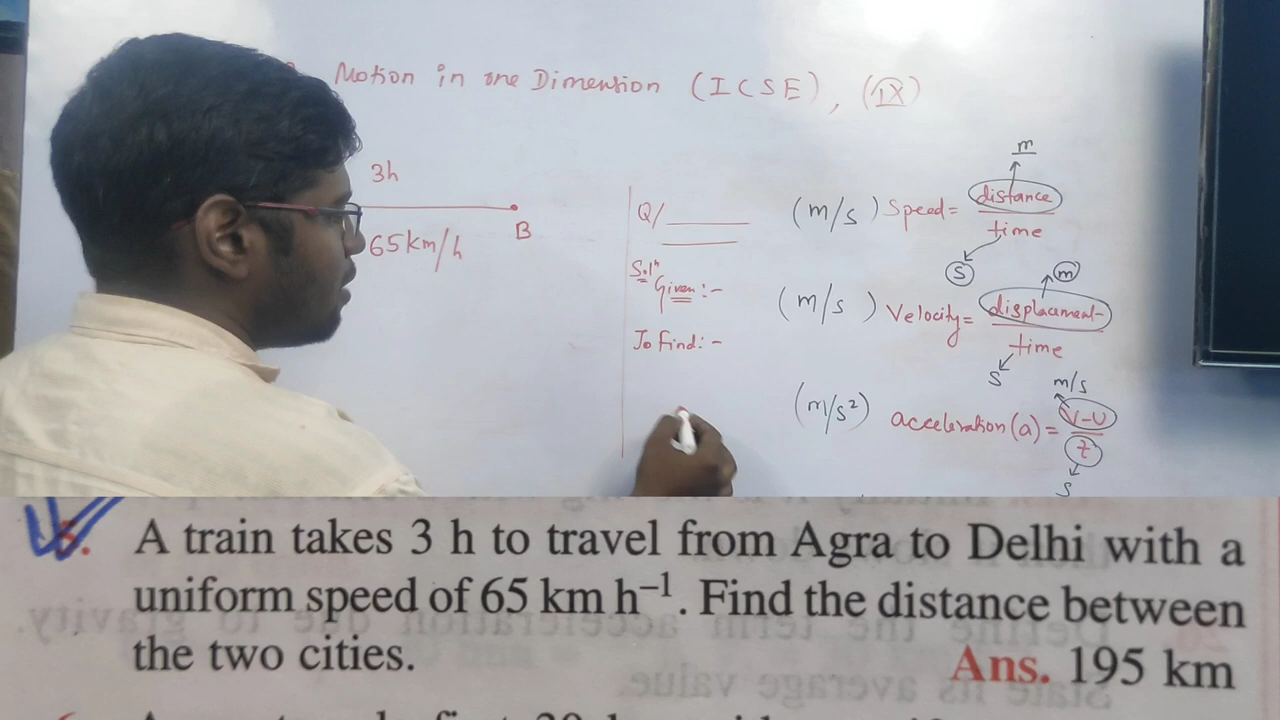 Motion in one Dimension (ICSE), (IX)
3h
65km/h
B
Q/
Solⁿ
Given:-
To Find:-
m
(m/s) Speed= distance
time
s
m
(m/s) Velocity= displacement
time
s
m/s
(m/s²) acceleration(a)= V-U
t
s
5. A train takes 3 h to travel from Agra to Delhi with a
uniform speed of 65 km h⁻¹. Find the distance between
the two cities. Ans. 195 km